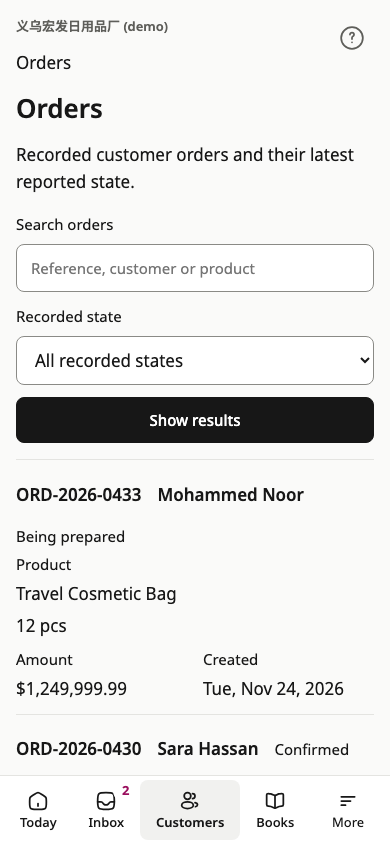 义乌宏发日用品厂 (demo)
Orders
Orders
Recorded customer orders and their latest
reported state.
Search orders
Reference, customer or product
Recorded state
All recorded states
Show results
ORD-2026-0433 Mohammed Noor
Being prepared
Product
Travel Cosmetic Bag
12 pcs
Amount Created
$1,249,999.99 Tue, Nov 24, 2026
ORD-2026-0430 Sara Hassan Confirmed
2
Today Inbox Customers Books More